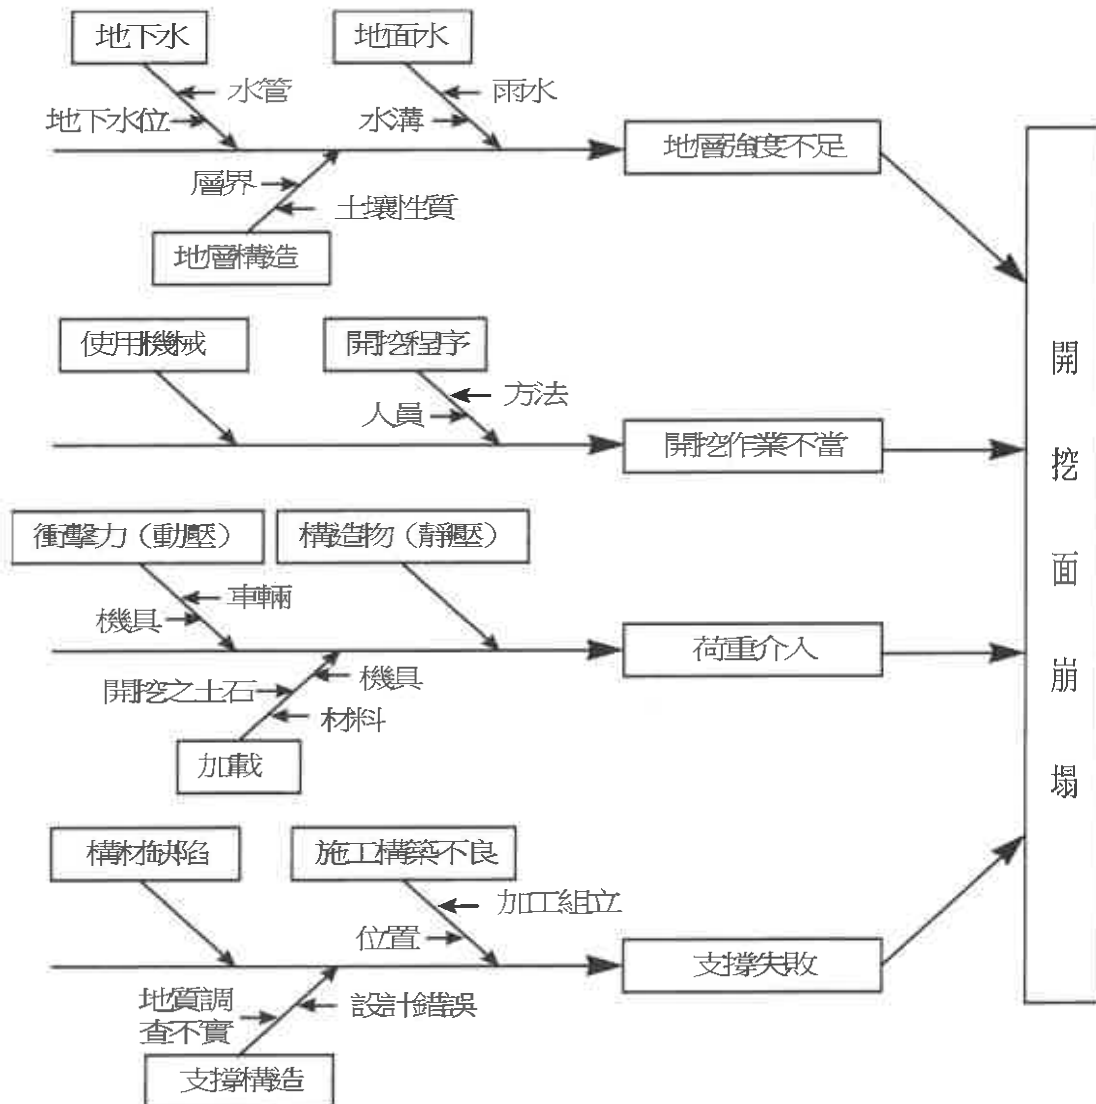 地下水
地面水
水管
雨水
地下水位
水溝
地層強度不足
層界
土壤性質
地層構造
使用機械
開挖程序
方法
人員
開挖作業不當
衝擊力（動壓）
構造物（靜壓）
車輛
機具
荷重介入
開挖之土石
機具
材料
加載
構材缺陷
施工構築不良
加工組立
位置
支撐失敗
地質調
查不實
設計錯誤
支撐構造
開
挖
面
崩
塌